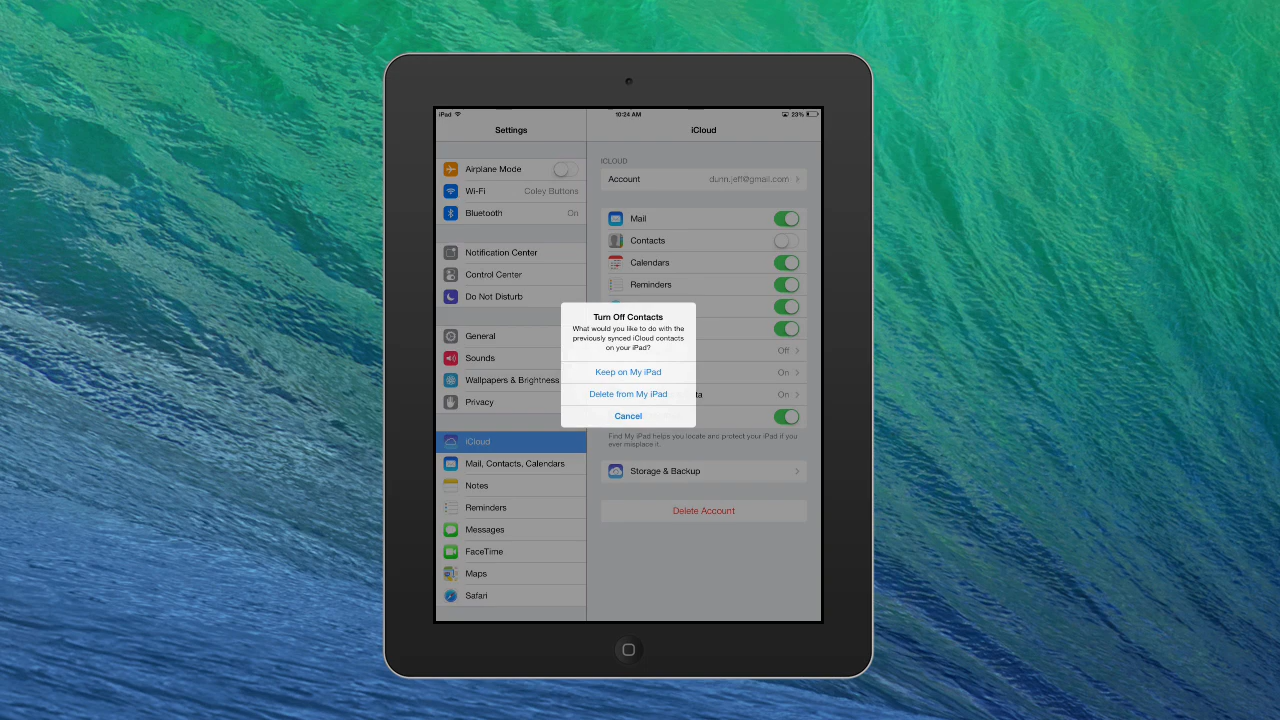 iPad
10:24 AM
23%
Settings
iCloud
Airplane Mode
Wi-Fi Coley Buttons
Bluetooth On
Notification Center
Control Center
Do Not Disturb
General
Sounds
Wallpapers & Brightness
Privacy
iCloud
Mail, Contacts, Calendars
Notes
Reminders
Messages
FaceTime
Maps
Safari
ICLOUD
Account dunn.jeff@gmail.com
Mail
Contacts
Calendars
Reminders
Turn Off Contacts
What would you like to do with the
previously synced iCloud contacts
on your iPad?
Keep on My iPad
Delete from My iPad
Cancel
Off
On
ta On
Find My iPad helps you locate and protect your iPad if you
ever misplace it.
Storage & Backup
Delete Account